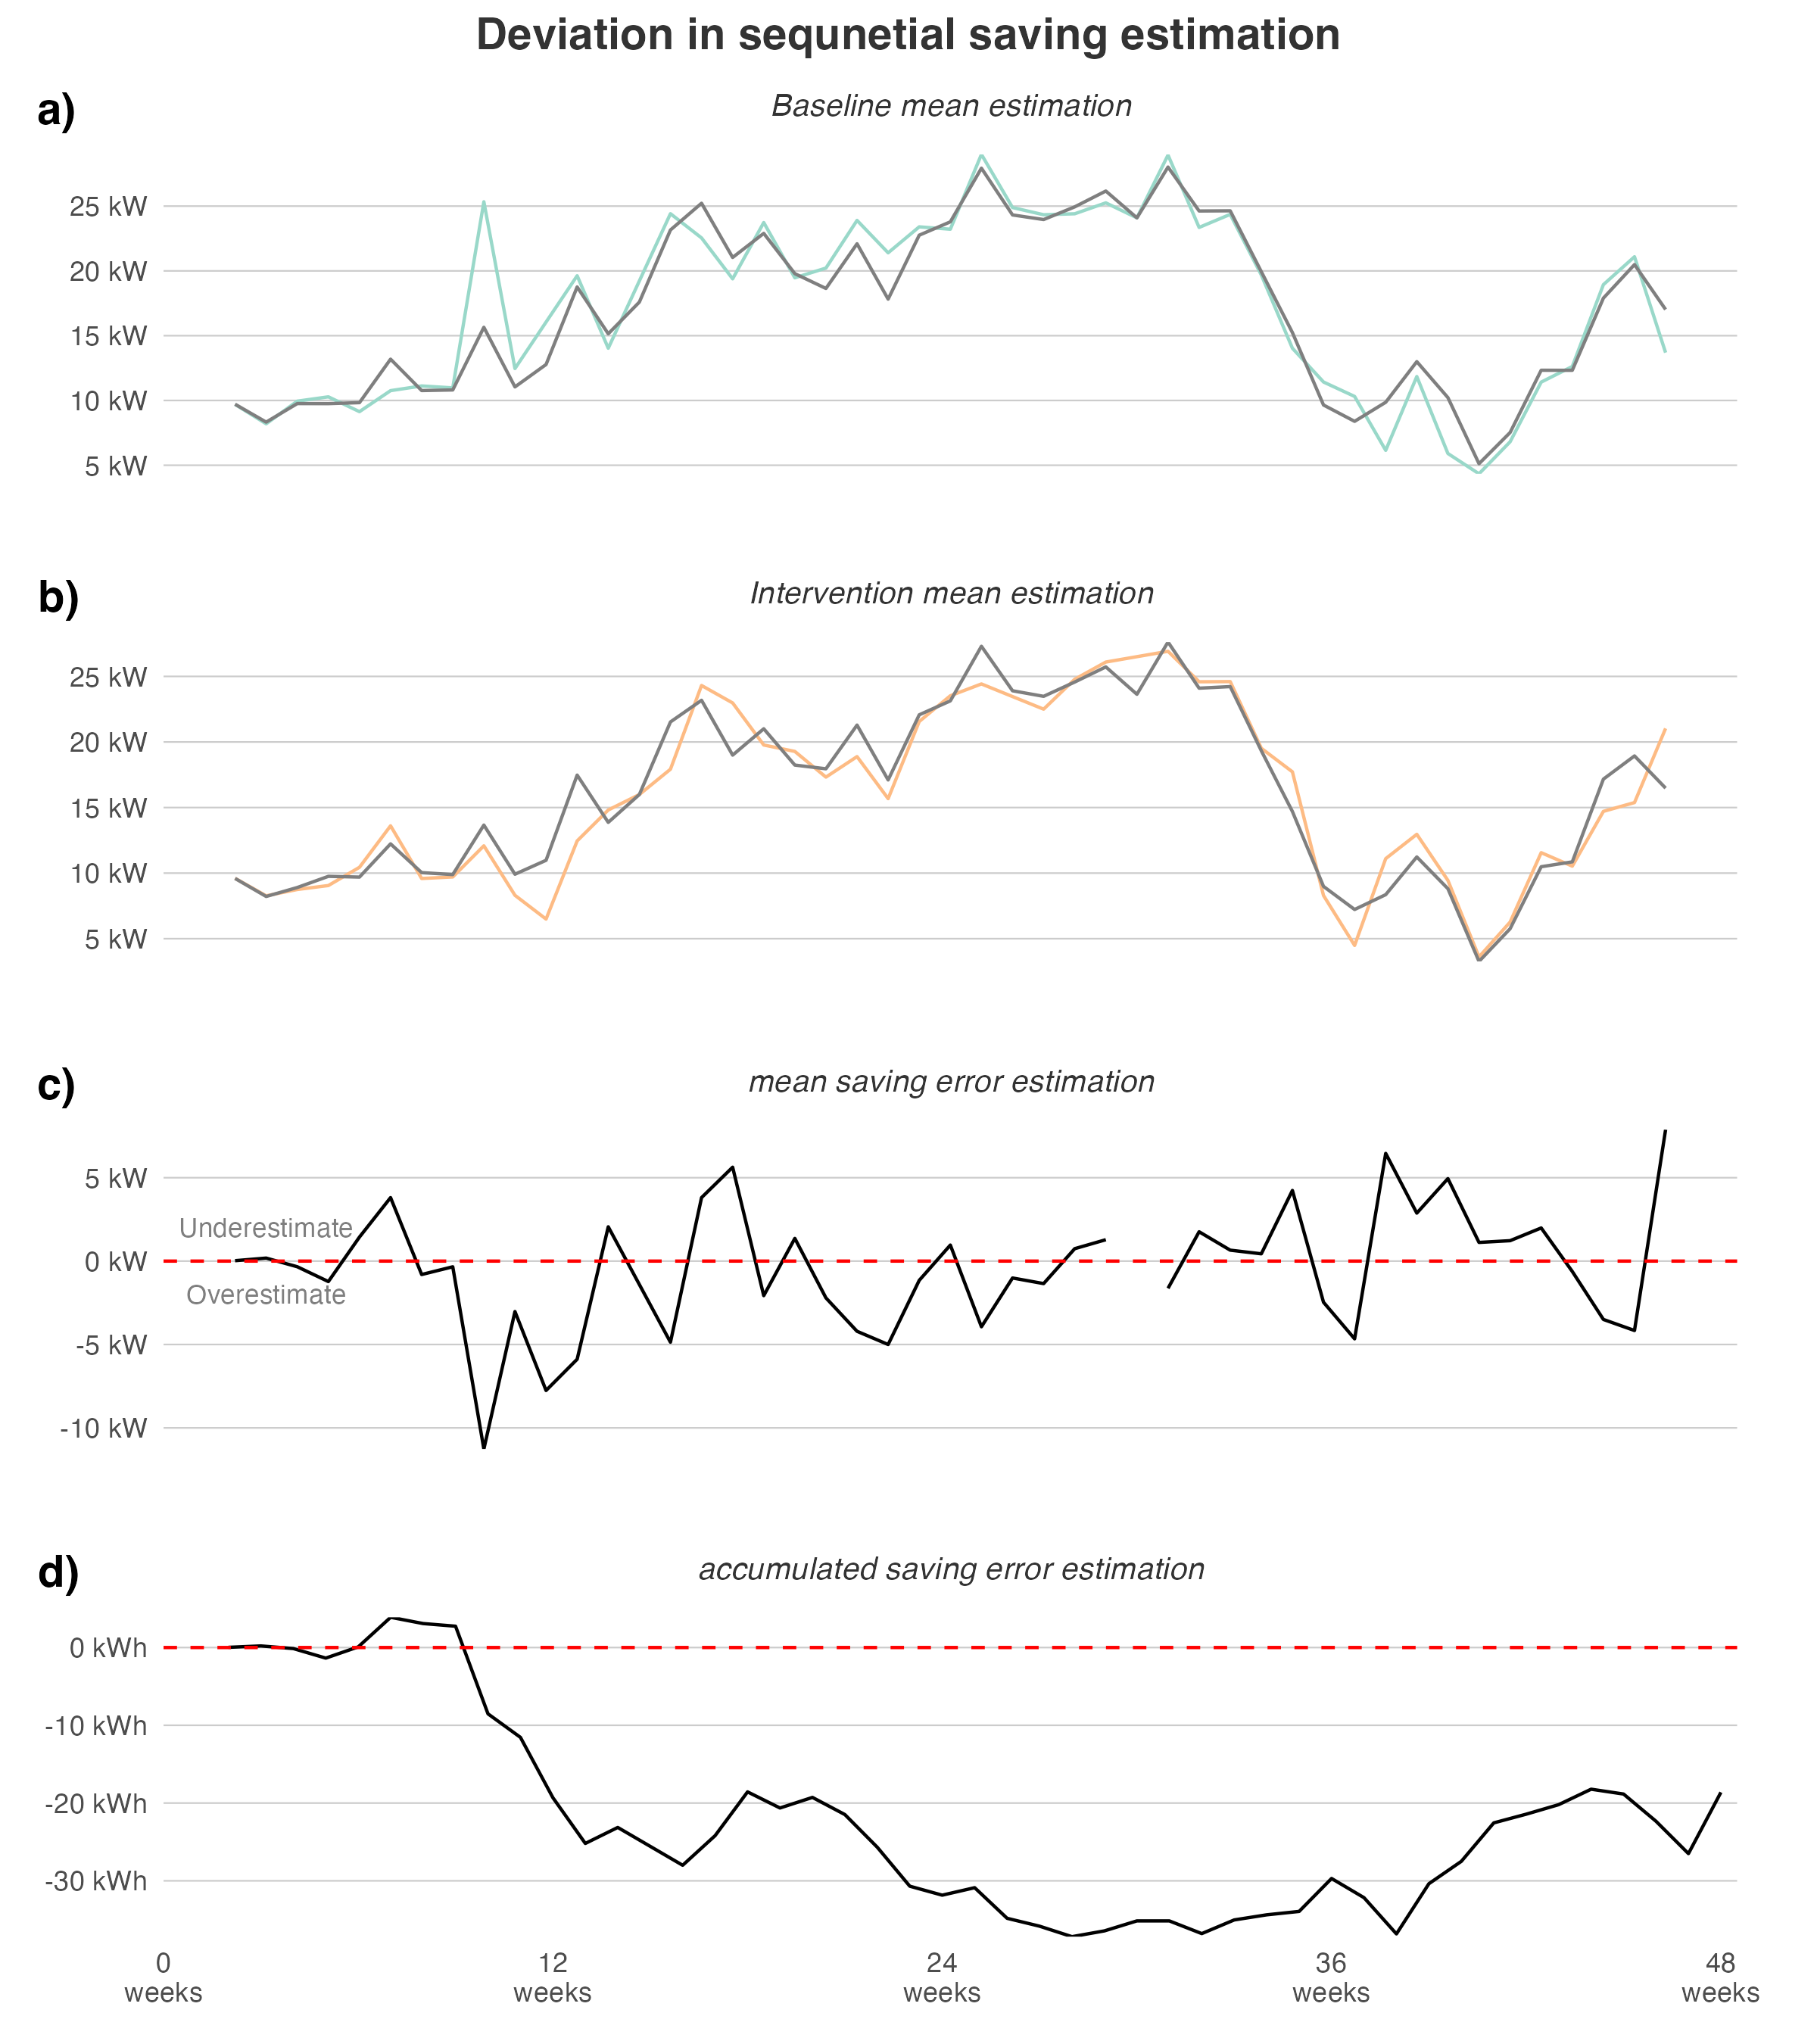 Deviation in sequnetial saving estimation
a)
Baseline mean estimation
25 kW
20 kW
15 kW
10 kW
5 kW
b)
Intervention mean estimation
25 kW
20 kW
15 kW
10 kW
5 kW
c)
mean saving error estimation
5 kW
Underestimate
0 kW
Overestimate
-5 kW
-10 kW
d)
accumulated saving error estimation
0 kWh
-10 kWh
-20 kWh
-30 kWh
0 12 24 36 48
weeks weeks weeks weeks weeks